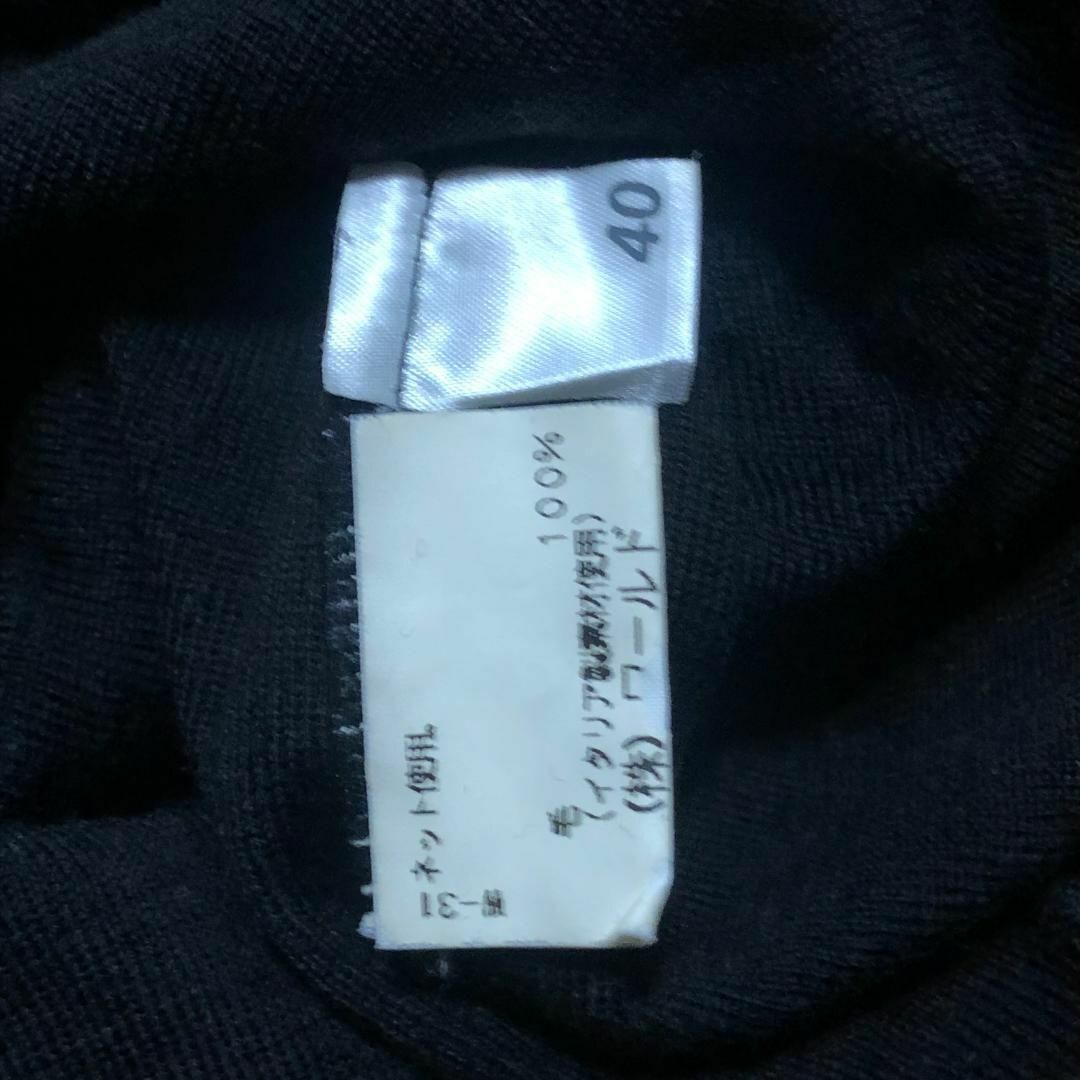 40
ネット使用
毛 100%
(イタリア製素材使用)
(株) ワールド